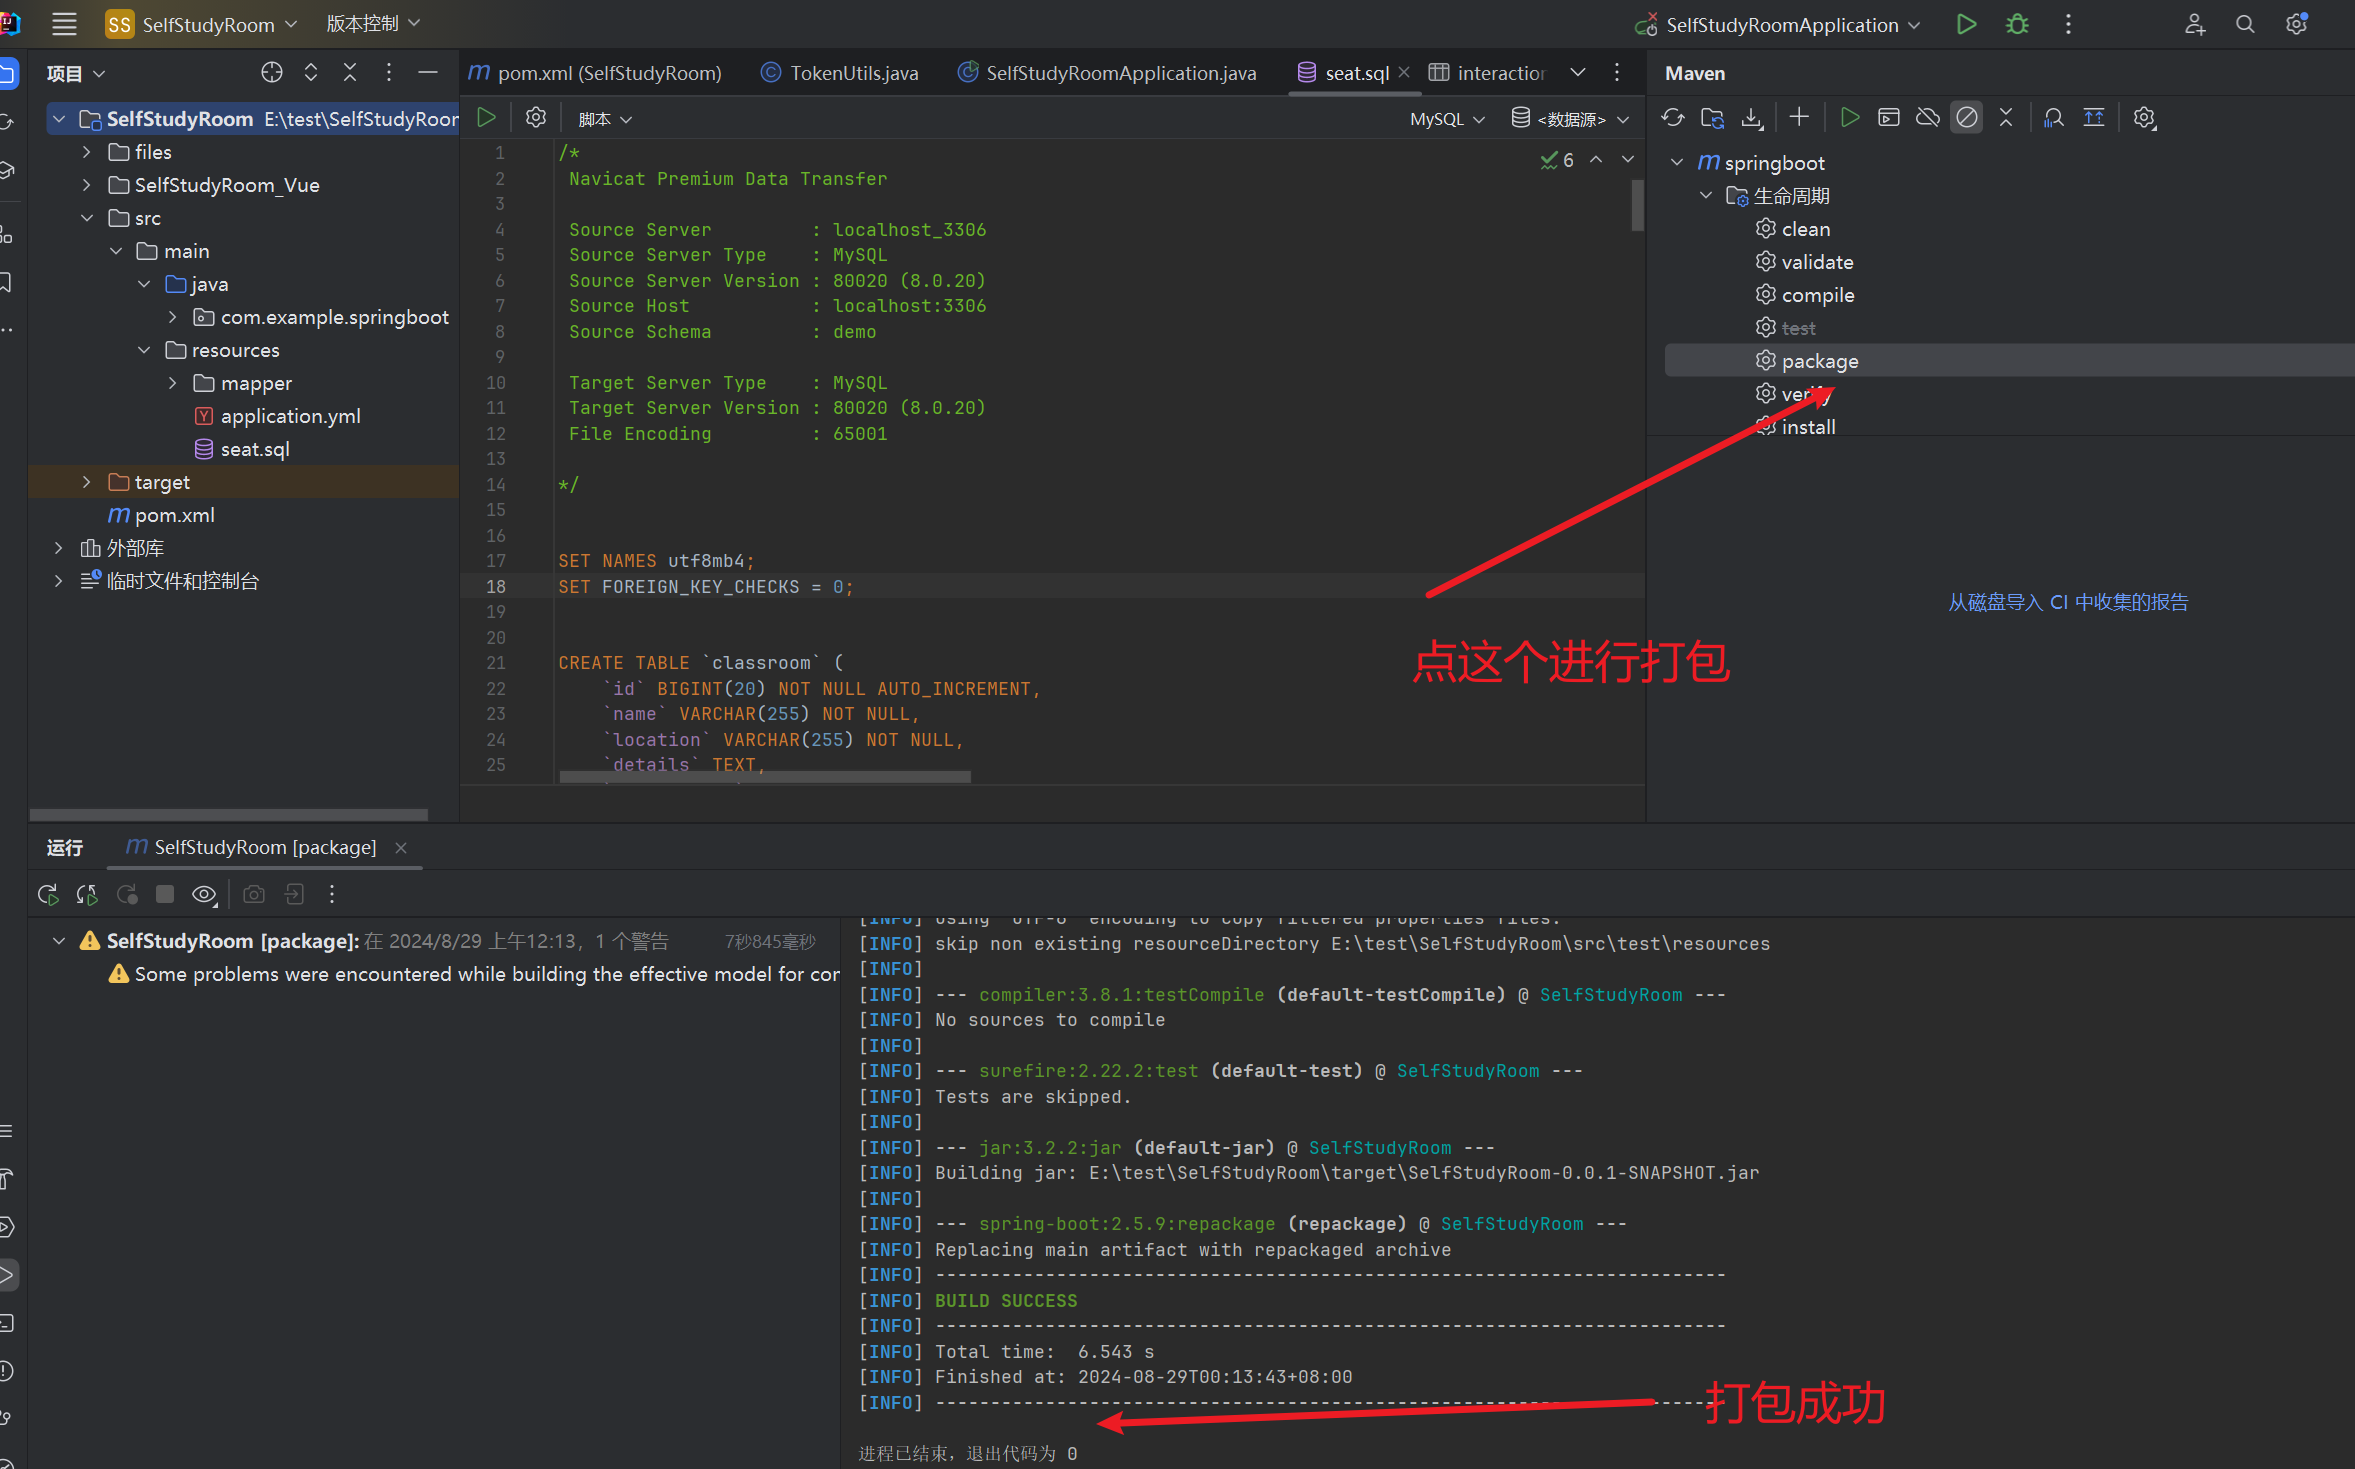 SS SelfStudyRoom 版本控制 SelfStudyRoomApplication
项目
pom.xml (SelfStudyRoom) TokenUtils.java SelfStudyRoomApplication.java seat.sql interaction
Maven
SelfStudyRoom E:\test\SelfStudyRoom
files
SelfStudyRoom_Vue
src
main
java
com.example.springboot
resources
mapper
application.yml
seat.sql
target
pom.xml
外部库
临时文件和控制台
脚本 MySQL <数据源>
6
1 /*
2 Navicat Premium Data Transfer
3
4 Source Server : localhost_3306
5 Source Server Type : MySQL
6 Source Server Version : 80020 (8.0.20)
7 Source Host : localhost:3306
8 Source Schema : demo
9
10 Target Server Type : MySQL
11 Target Server Version : 80020 (8.0.20)
12 File Encoding : 65001
13
14 */
15
16
17 SET NAMES utf8mb4;
18 SET FOREIGN_KEY_CHECKS = 0;
19
20
21 CREATE TABLE `classroom` (
22 `id` BIGINT(20) NOT NULL AUTO_INCREMENT,
23 `name` VARCHAR(255) NOT NULL,
24 `location` VARCHAR(255) NOT NULL,
25 `details` TEXT,
springboot
生命周期
clean
validate
compile
test
package
verify
install
从磁盘导入 CI 中收集的报告
点这个进行打包
运行 SelfStudyRoom [package]
SelfStudyRoom [package]: 在 2024/8/29 上午12:13, 1 个警告 7秒845毫秒
Some problems were encountered while building the effective model for con
[INFO] Using 'UTF-8' encoding to copy filtered properties files.
[INFO] skip non existing resourceDirectory E:\test\SelfStudyRoom\src\test\resources
[INFO]
[INFO] --- compiler:3.8.1:testCompile (default-testCompile) @ SelfStudyRoom ---
[INFO] No sources to compile
[INFO]
[INFO] --- surefire:2.22.2:test (default-test) @ SelfStudyRoom ---
[INFO] Tests are skipped.
[INFO]
[INFO] --- jar:3.2.2:jar (default-jar) @ SelfStudyRoom ---
[INFO] Building jar: E:\test\SelfStudyRoom\target\SelfStudyRoom-0.0.1-SNAPSHOT.jar
[INFO]
[INFO] --- spring-boot:2.5.9:repackage (repackage) @ SelfStudyRoom ---
[INFO] Replacing main artifact with repackaged archive
[INFO] ------------------------------------------------------------------------
[INFO] BUILD SUCCESS
[INFO] ------------------------------------------------------------------------
[INFO] Total time:  6.543 s
[INFO] Finished at: 2024-08-29T00:13:43+08:00
[INFO] ------------------------------------------------------------------------
打包成功
进程已结束，退出代码为 0